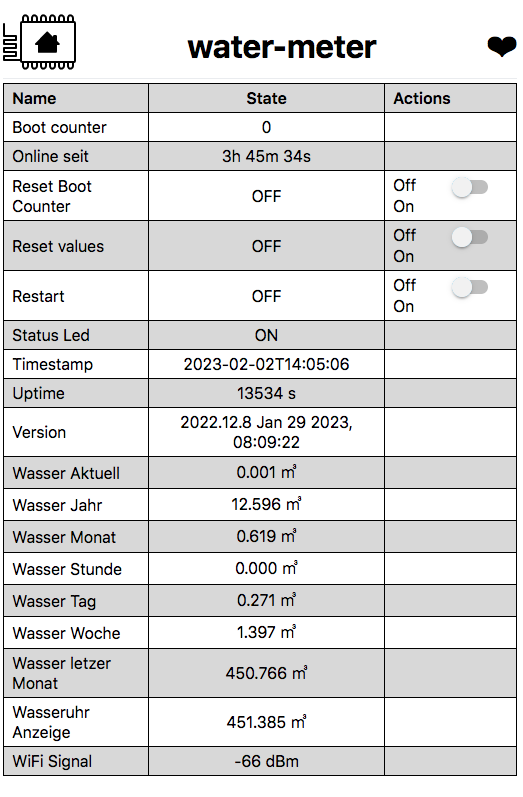 water-meter
Name State Actions
Boot counter 0
Online seit 3h 45m 34s
Reset Boot Counter OFF Off On
Reset values OFF Off On
Restart OFF Off On
Status Led ON
Timestamp 2023-02-02T14:05:06
Uptime 13534 s
Version 2022.12.8 Jan 29 2023, 08:09:22
Wasser Aktuell 0.001 m³
Wasser Jahr 12.596 m³
Wasser Monat 0.619 m³
Wasser Stunde 0.000 m³
Wasser Tag 0.271 m³
Wasser Woche 1.397 m³
Wasser letzer Monat 450.766 m³
Wasseruhr Anzeige 451.385 m³
WiFi Signal -66 dBm